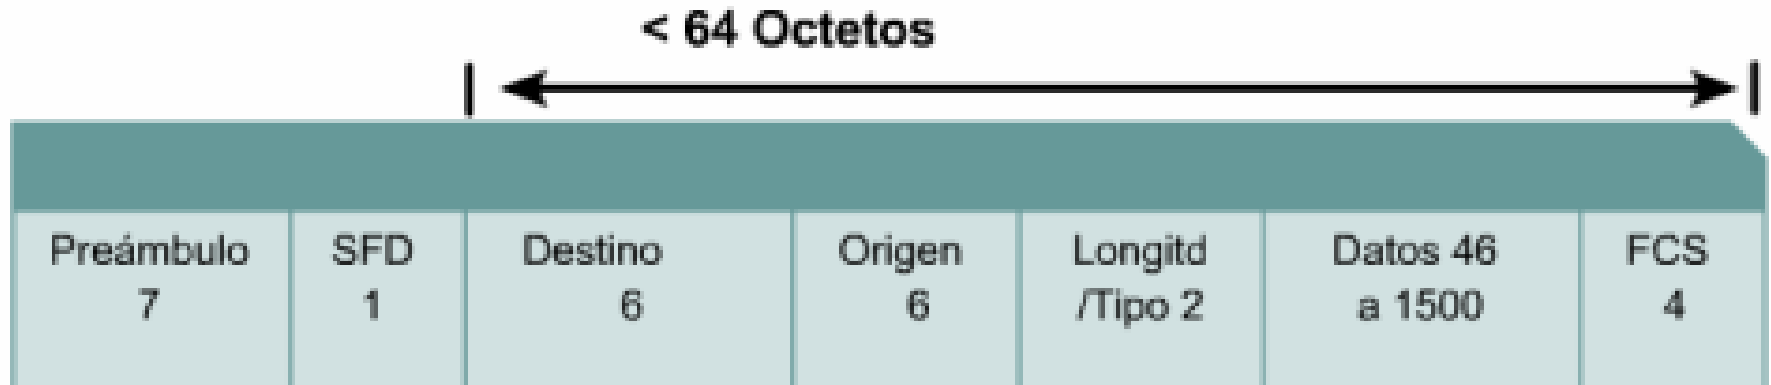 < 64 Octetos
Preámbulo
7
SFD
1
Destino
6
Origen
6
Longitd
/Tipo 2
Datos 46
a 1500
FCS
4